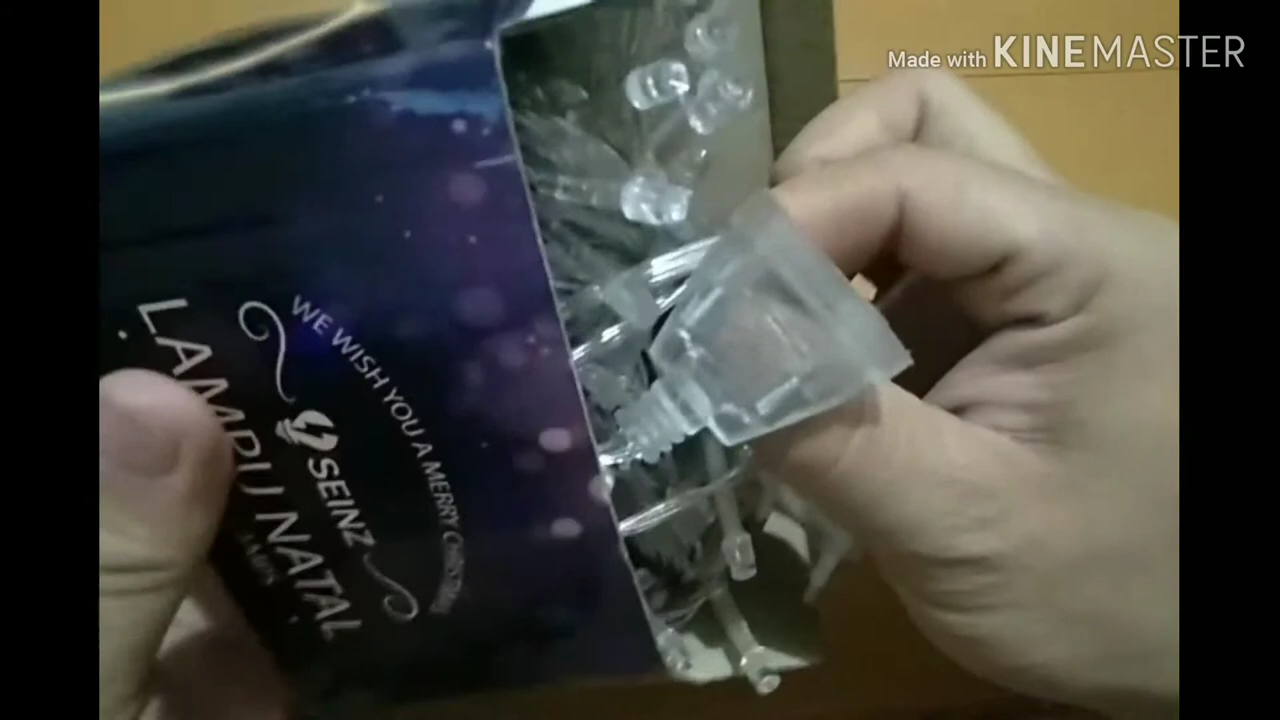 Made with KINEMASTER
WE WISH YOU A MERRY CHRISTMAS
SEINZ
LAMPU NATAL